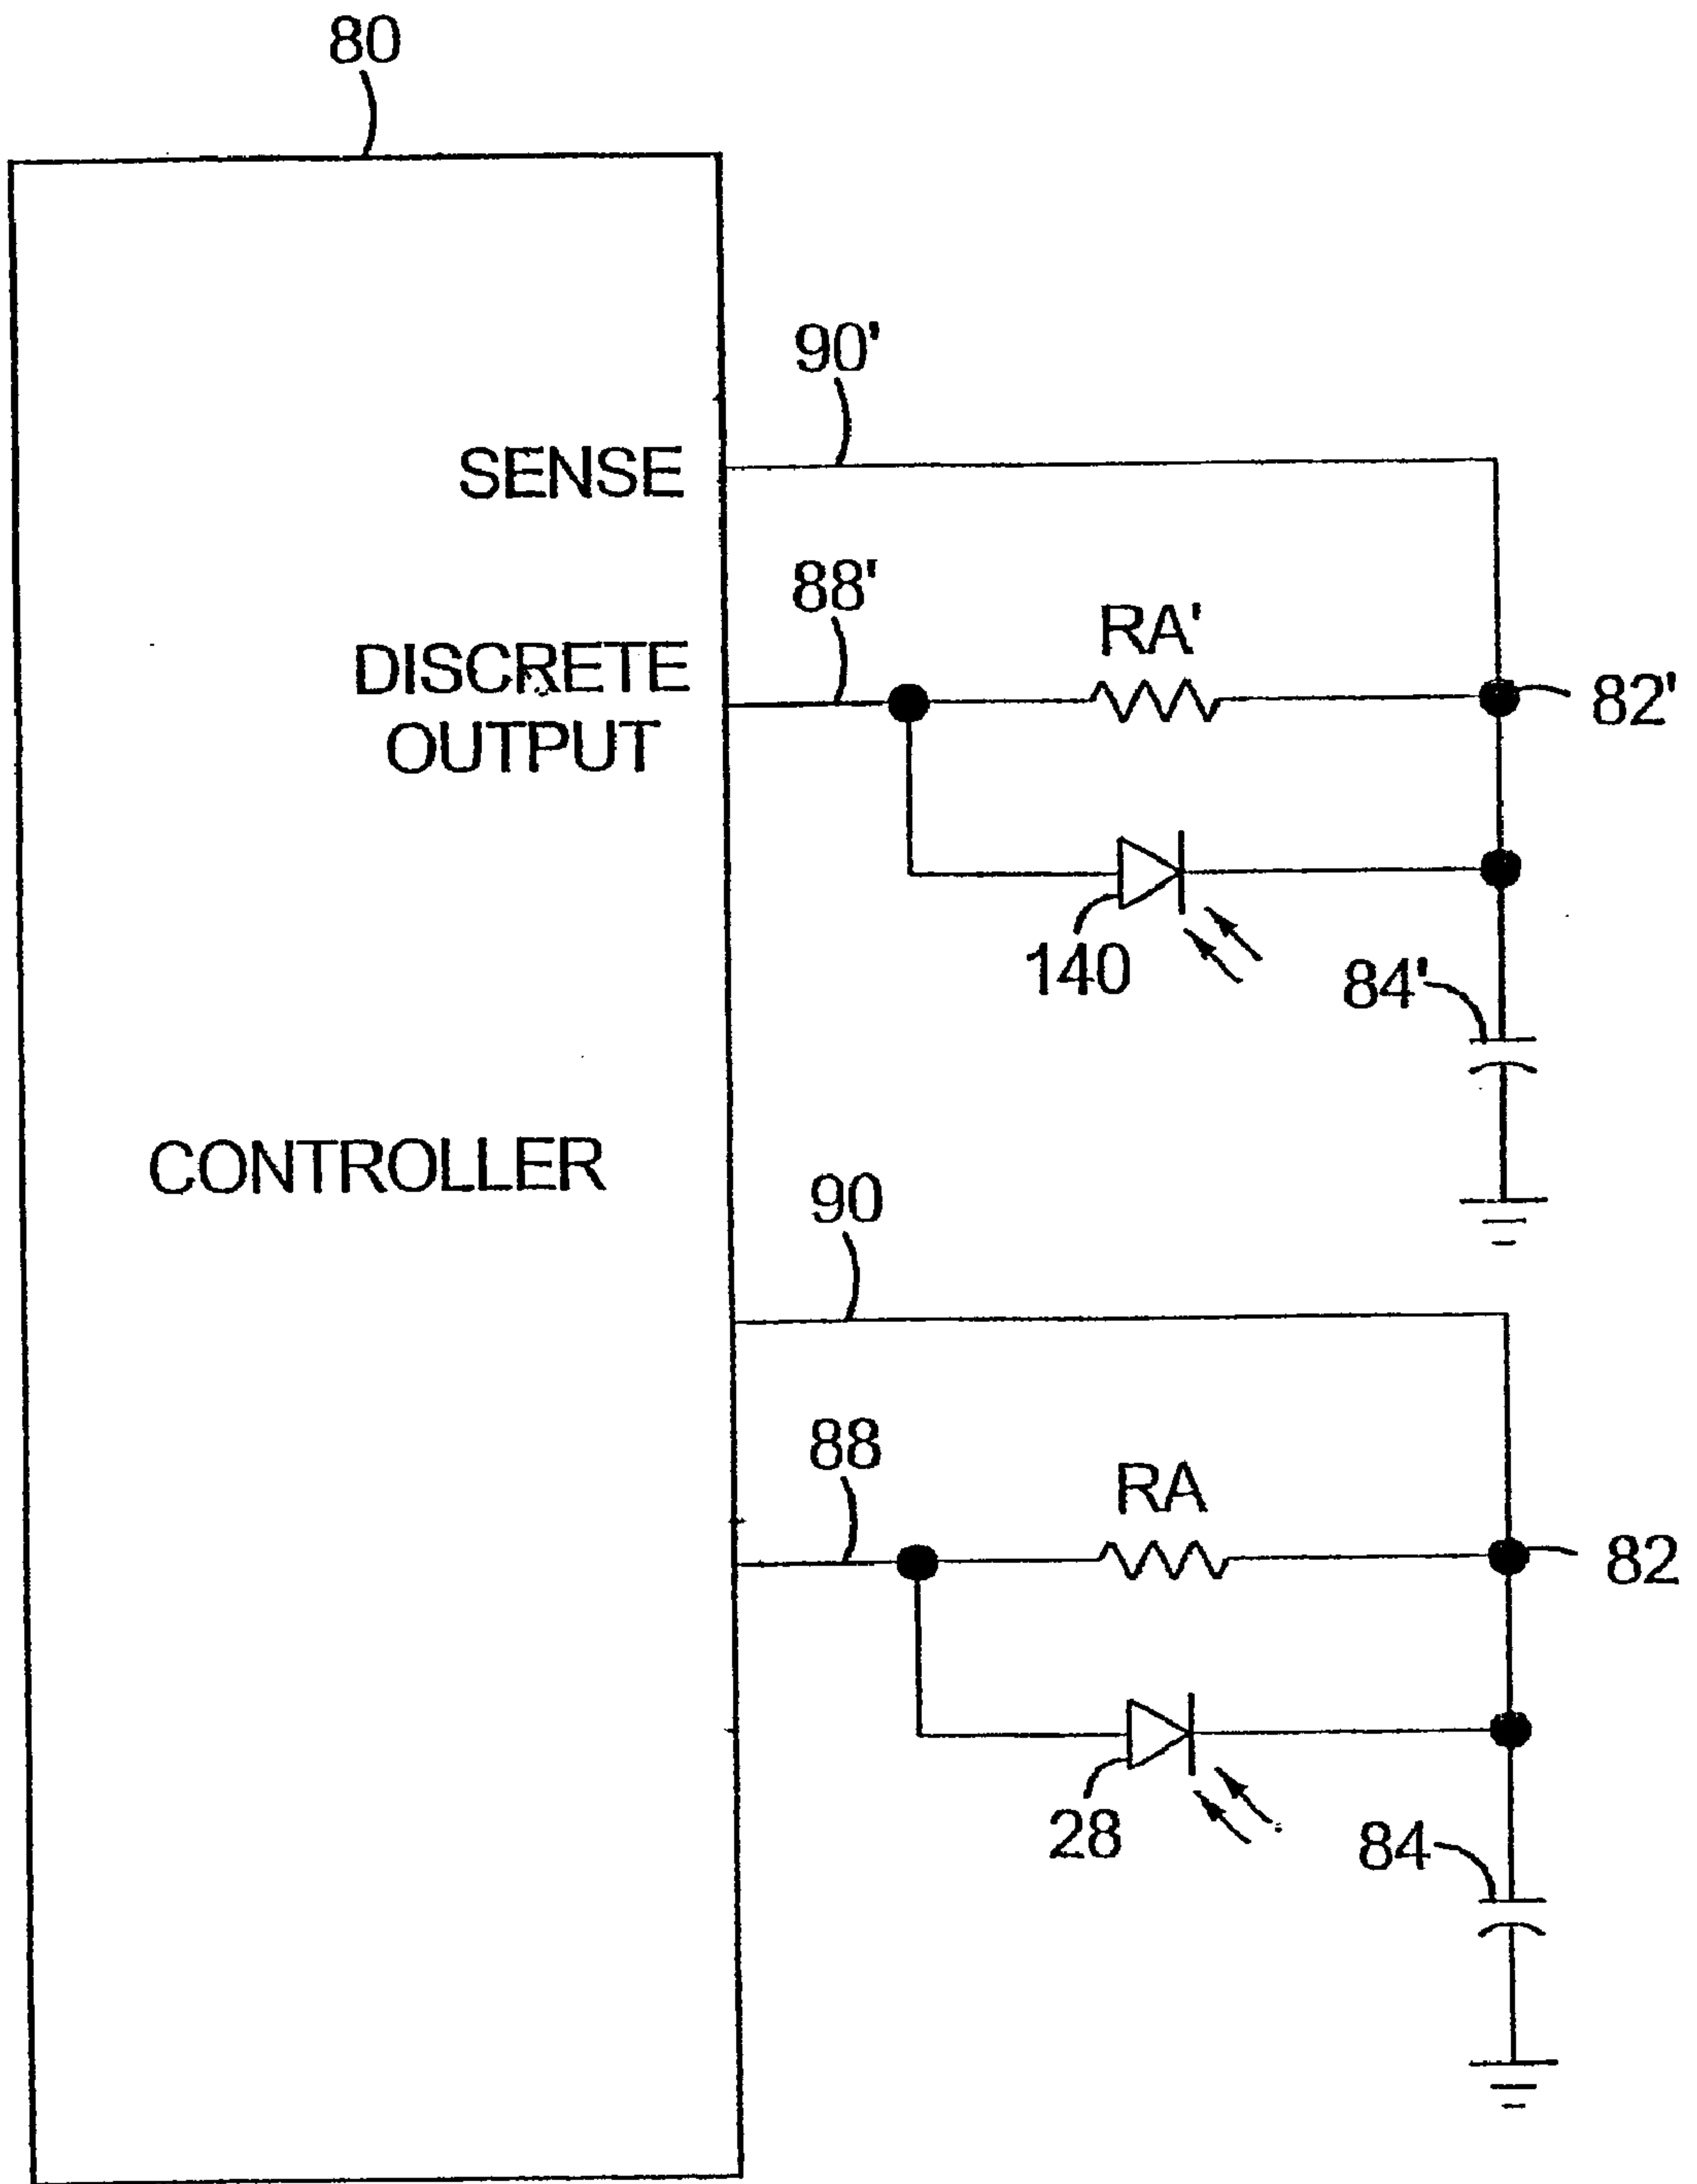 80
90'
SENSE
88'
RA'
DISCRETE
OUTPUT
82'
140
84'
CONTROLLER
90
88
RA
82
28
84